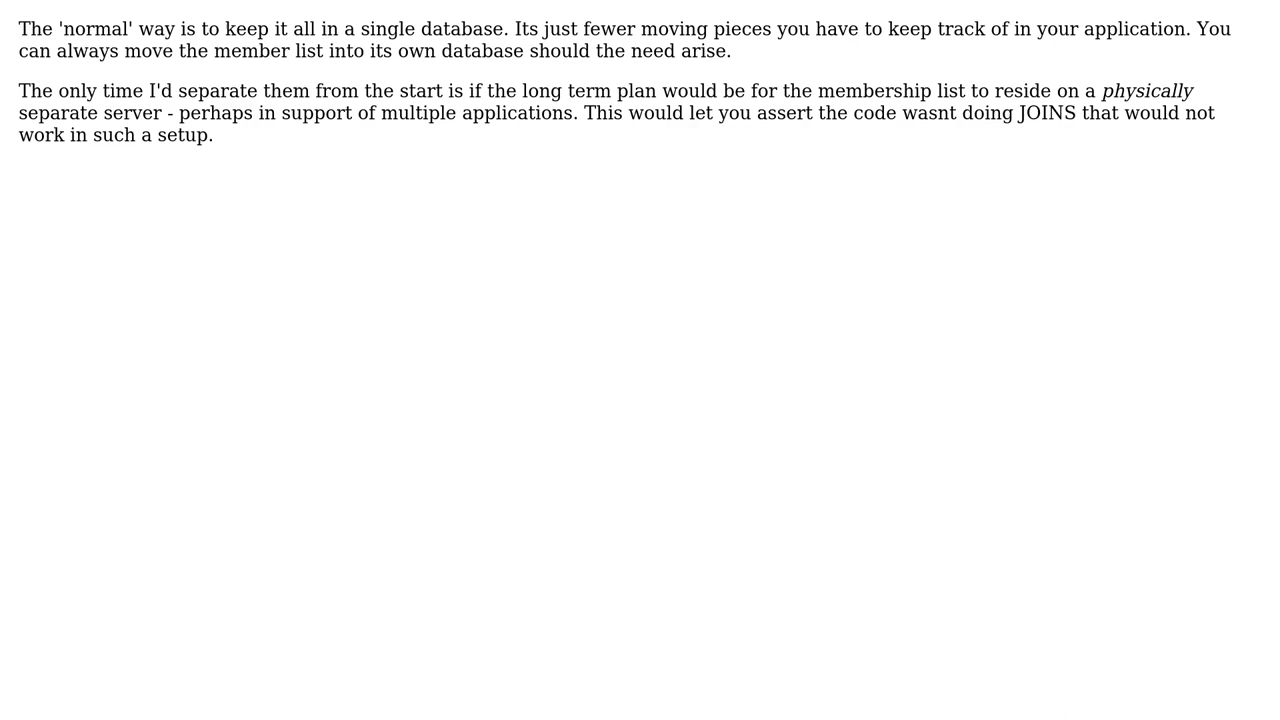 The 'normal' way is to keep it all in a single database. Its just fewer moving pieces you have to keep track of in your application. You
can always move the member list into its own database should the need arise.
The only time I'd separate them from the start is if the long term plan would be for the membership list to reside on a physically
separate server - perhaps in support of multiple applications. This would let you assert the code wasnt doing JOINS that would not
work in such a setup.